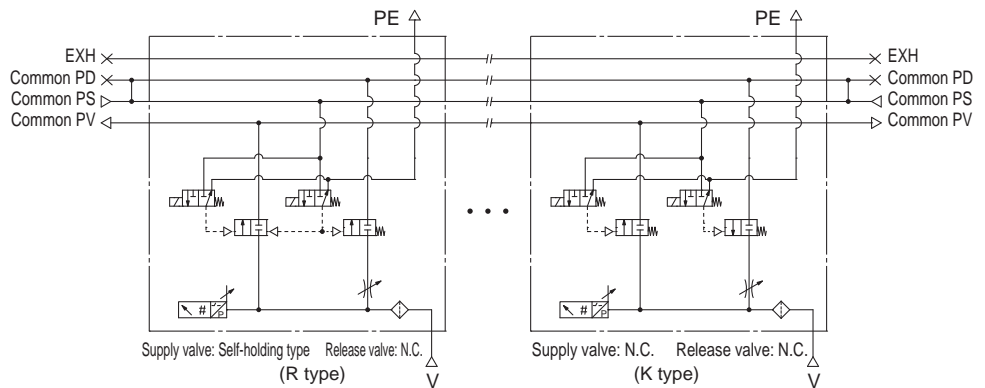 PE
PE
EXH
EXH
Common PD
Common PD
Common PS
Common PS
Common PV
Common PV
#
P
#
P
Supply valve: Self-holding type
Release valve: N.C.
Supply valve: N.C.
Release valve: N.C.
(R type)
V
(K type)
V